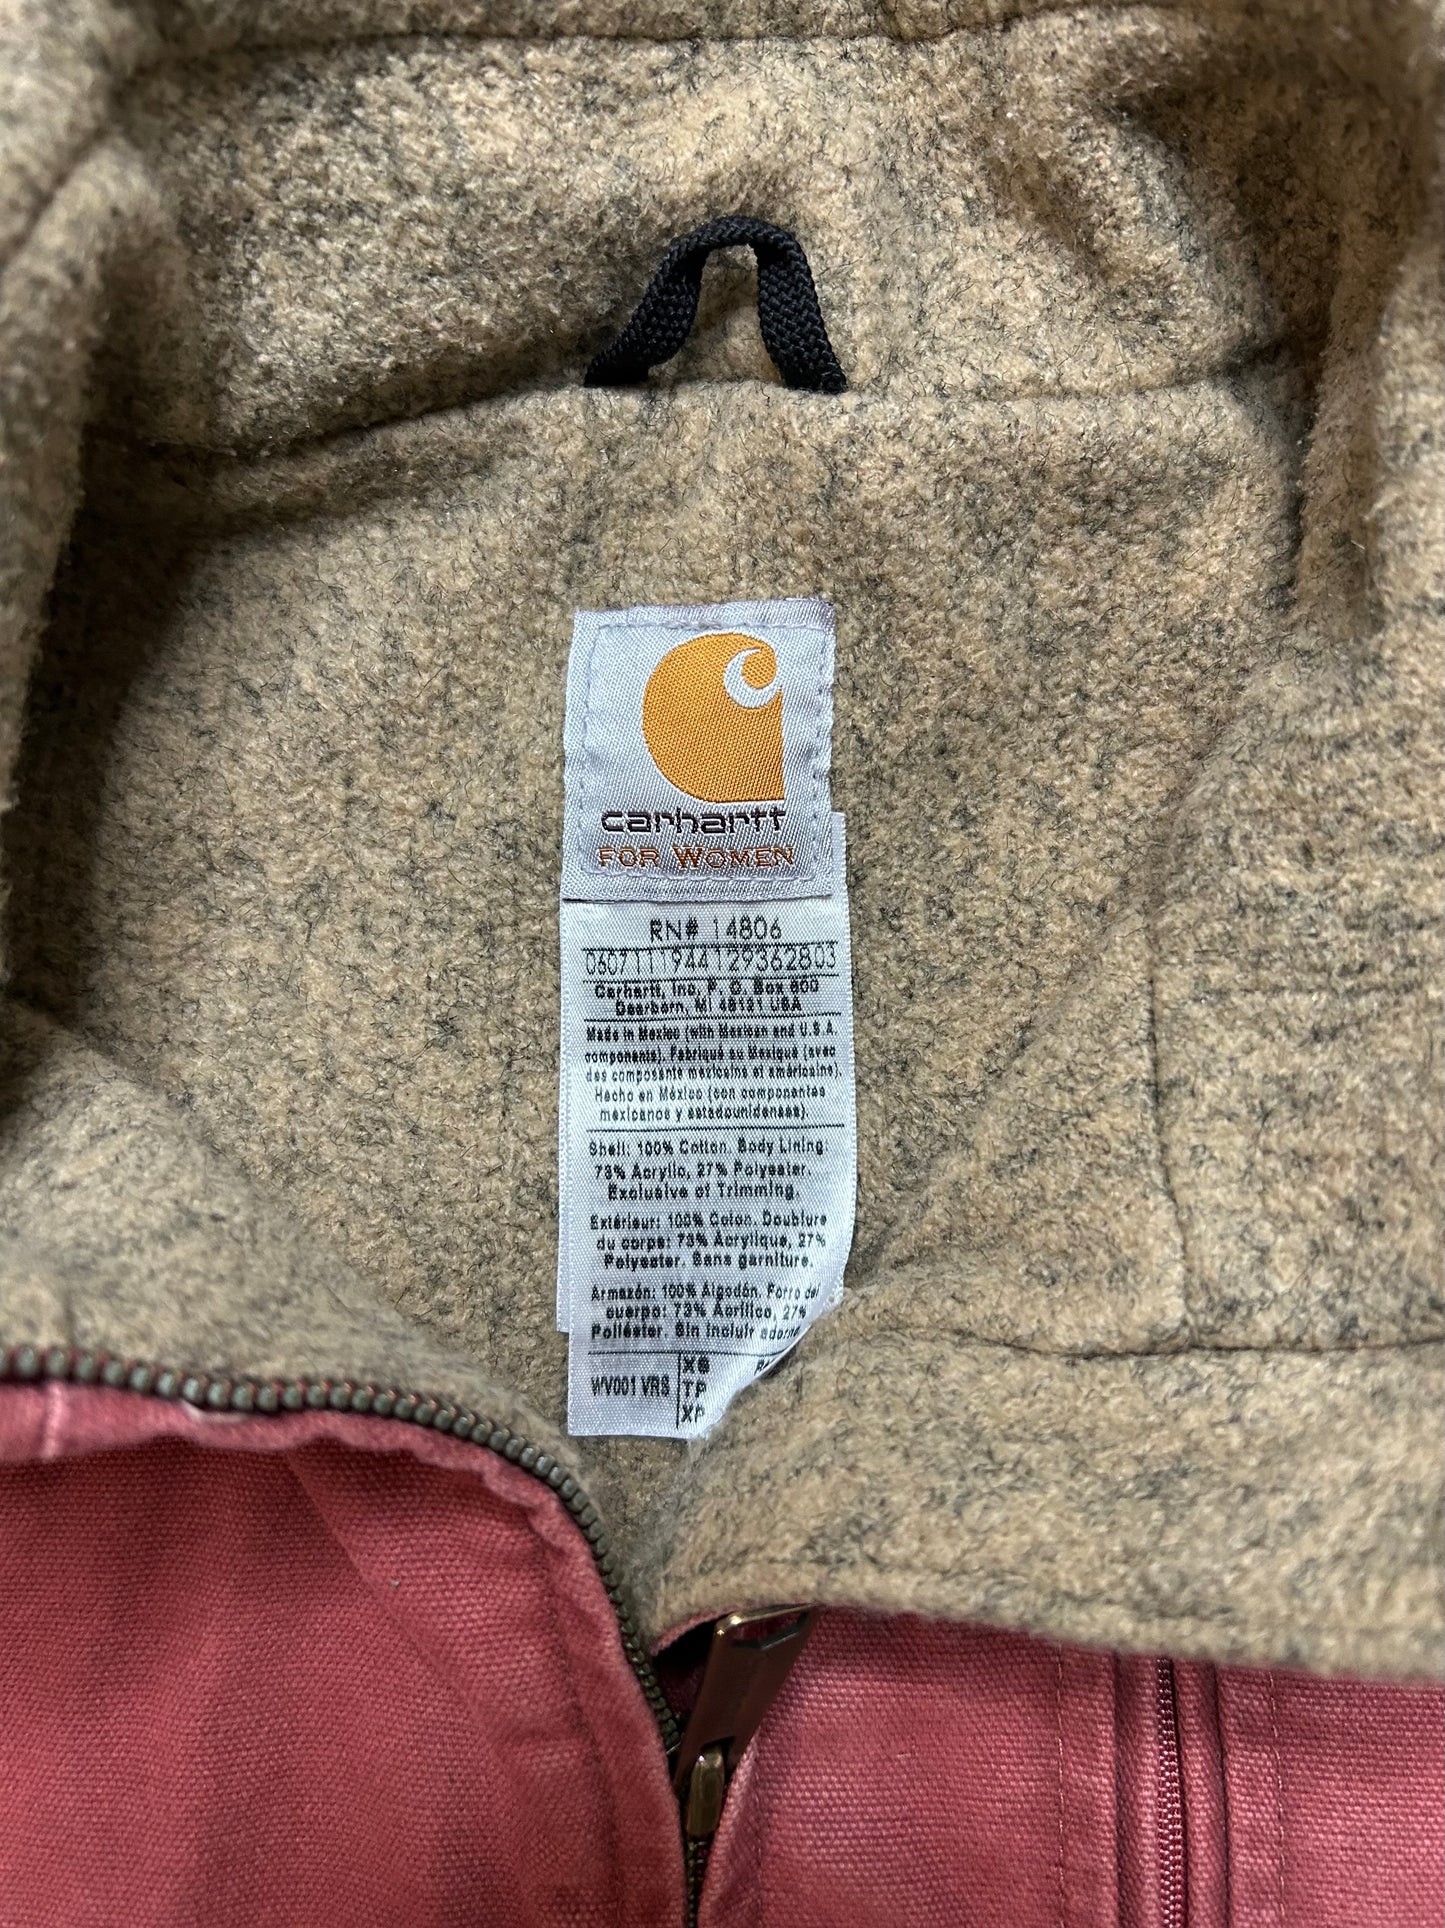 carhartt
FOR WOMEN
RN# 14806
0607111944129362803
Carhartt, Inc. P. O. Box 600
Dearborn, MI 48121 USA
Made in Mexico (with Mexican and U.S.A.
components). Fabriqué au Mexique (avec
des composants mexicains et américains).
Hecho en México (con componentes
mexicanos y estadounidenses).
Shell: 100% Cotton. Body Lining:
73% Acrylic, 27% Polyester.
Exclusive of Trimming.
Extérieur: 100% Coton. Doublure
du corps: 73% Acrylique, 27%
Polyester. Sans garniture.
Armazón: 100% Algodón. Forro del
cuerpo: 73% Acrílico, 27%
Poliéster. Sin incluir
WV001 VRS
XS
TP
XP